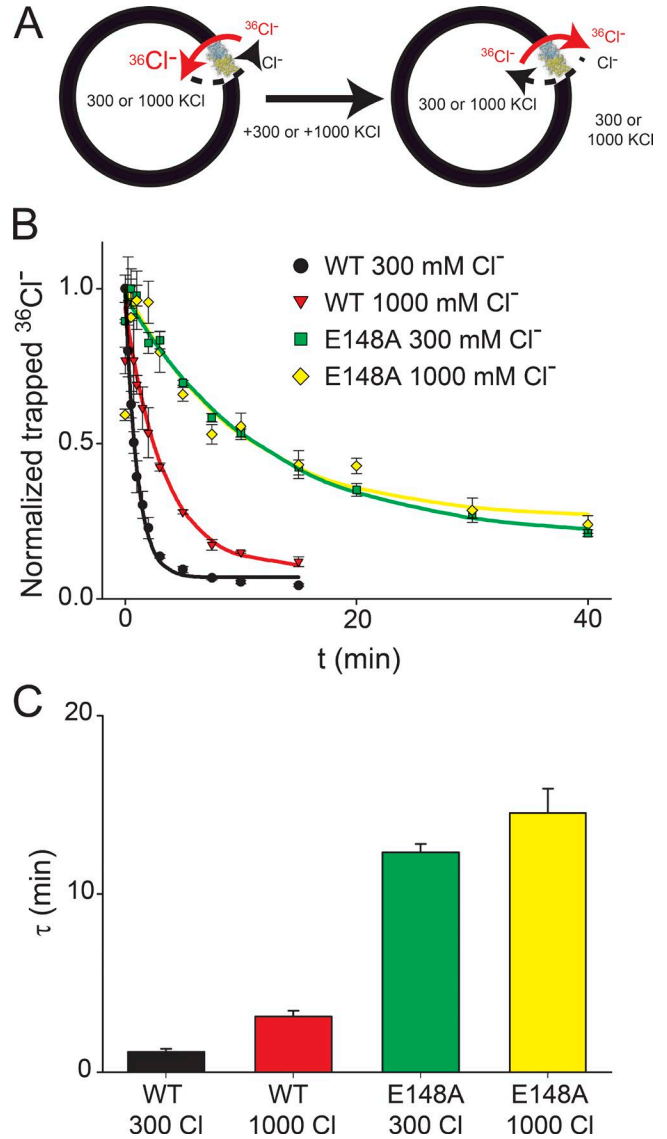 A
³⁶Cl⁻
³⁶Cl⁻
Cl⁻
300 or 1000 KCl
+300 or +1000 KCl
³⁶Cl⁻
³⁶Cl⁻
Cl⁻
300 or 1000 KCl
300 or
1000 KCl
B
Normalized trapped ³⁶Cl⁻
1.0
0.5
0.0
WT 300 mM Cl⁻
WT 1000 mM Cl⁻
E148A 300 mM Cl⁻
E148A 1000 mM Cl⁻
0
20
40
t (min)
C
τ (min)
20
10
0
WT
300 Cl
WT
1000 Cl
E148A
300 Cl
E148A
1000 Cl